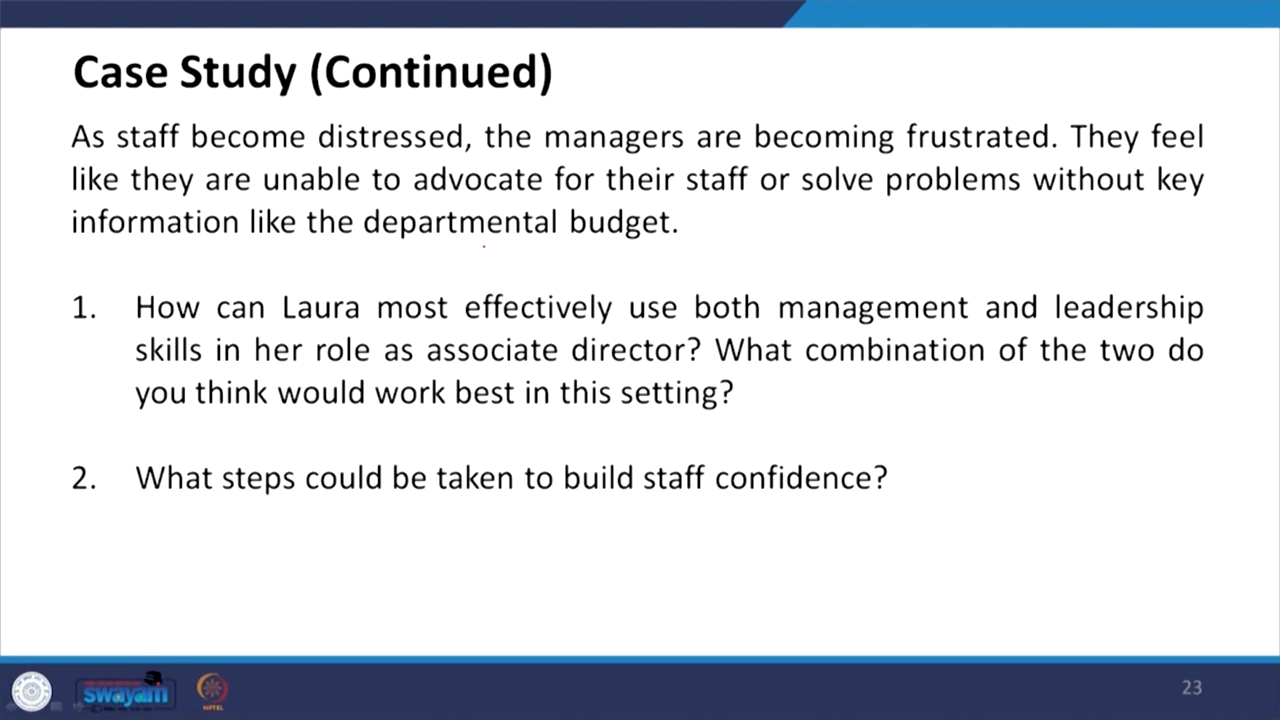 Case Study (Continued)
As staff become distressed, the managers are becoming frustrated. They feel
like they are unable to advocate for their staff or solve problems without key
information like the departmental budget.
1. How can Laura most effectively use both management and leadership
skills in her role as associate director? What combination of the two do
you think would work best in this setting?
2. What steps could be taken to build staff confidence?
swayam
NPTEL
23